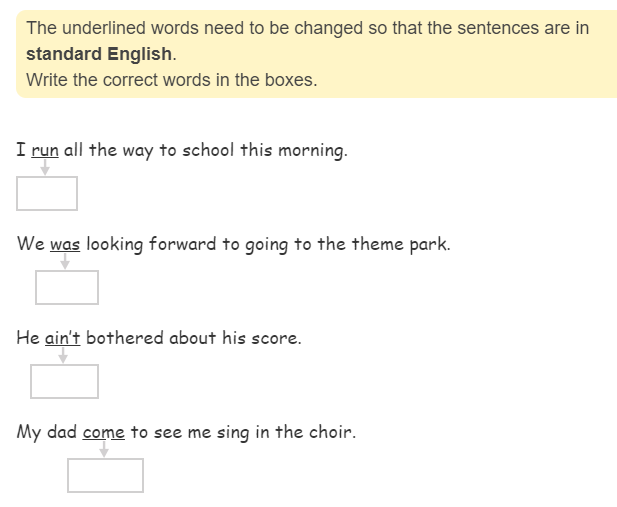 The underlined words need to be changed so that the sentences are in
standard English.
Write the correct words in the boxes.
I run all the way to school this morning.
We was looking forward to going to the theme park.
He ain't bothered about his score.
My dad come to see me sing in the choir.